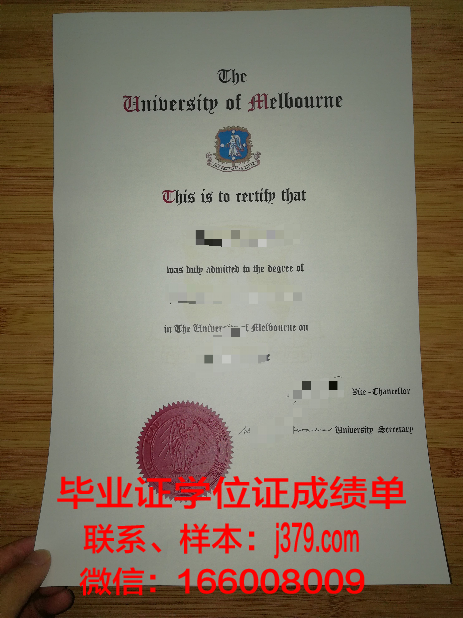 The
University of Melbourne
This is to certify that
was duly admitted to the degree of
in The University of Melbourne on
Vice-Chancellor
University Secretary
毕业证学位证成绩单
联系、样本：j379.com
微信：166008009